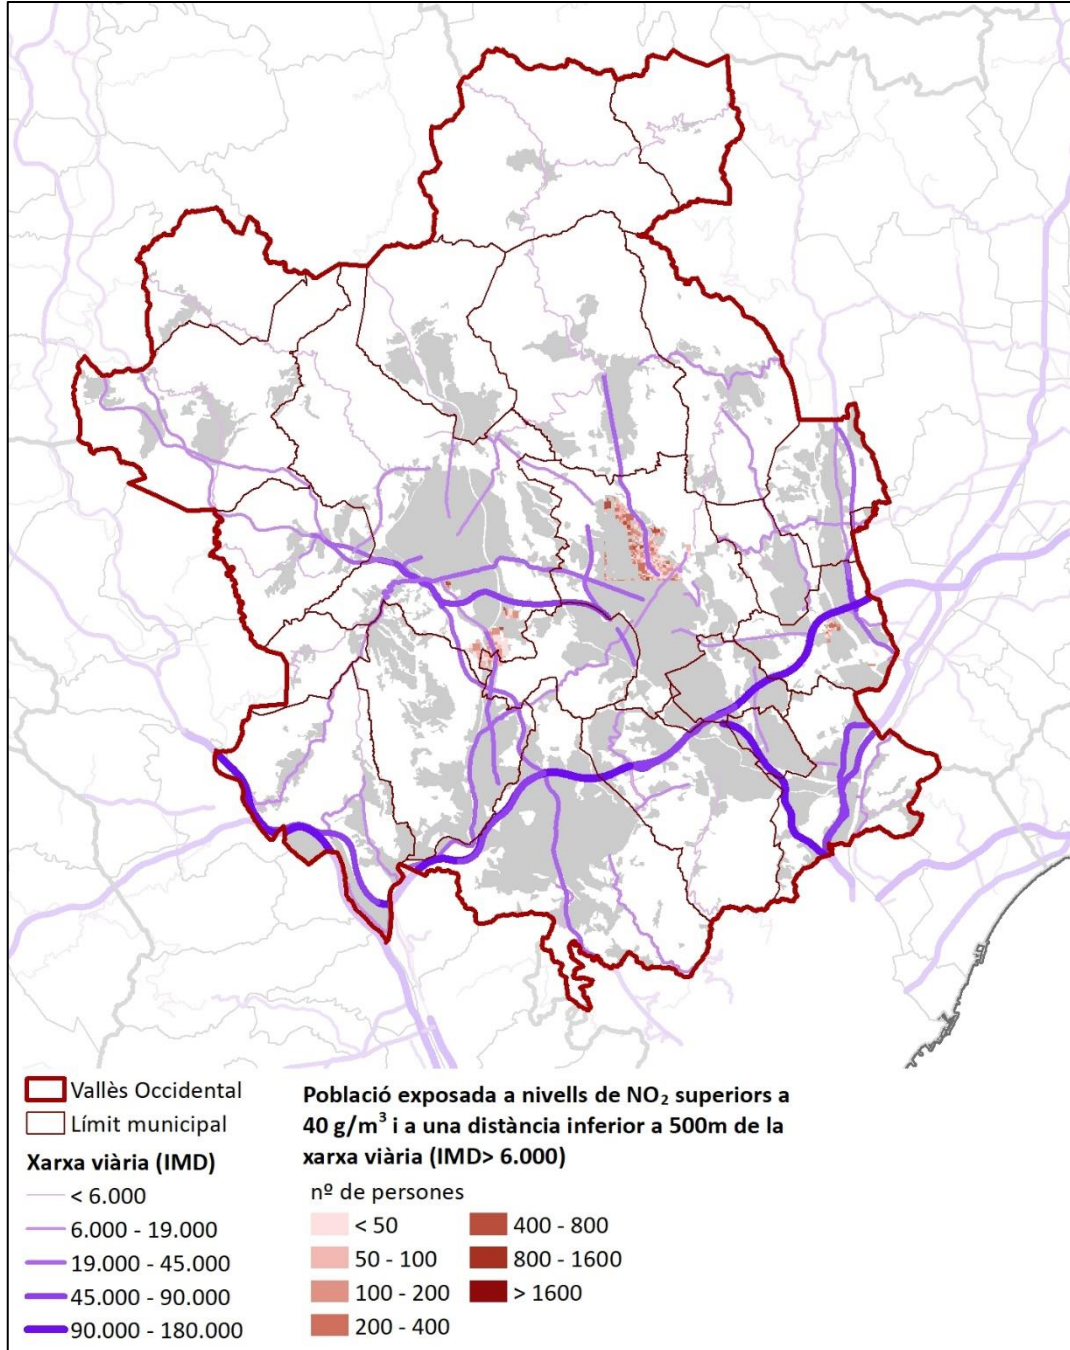 Vallès Occidental
Límit municipal
Xarxa viària (IMD)
< 6.000
6.000 - 19.000
19.000 - 45.000
45.000 - 90.000
90.000 - 180.000
Població exposada a nivells de NO₂ superiors a
40 g/m³ i a una distància inferior a 500m de la
xarxa viària (IMD> 6.000)
nº de persones
< 50
50 - 100
100 - 200
200 - 400
400 - 800
800 - 1600
> 1600